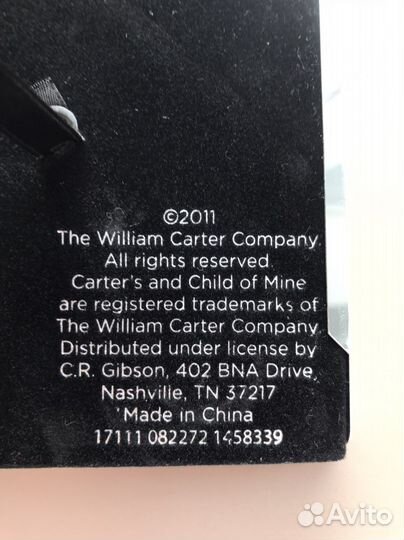 ©2011
The William Carter Company.
All rights reserved.
Carter's and Child of Mine
are registered trademarks of
The William Carter Company.
Distributed under license by
C.R. Gibson, 402 BNA Drive,
Nashville, TN 37217
Made in China
17111 082272 1458339
Avito